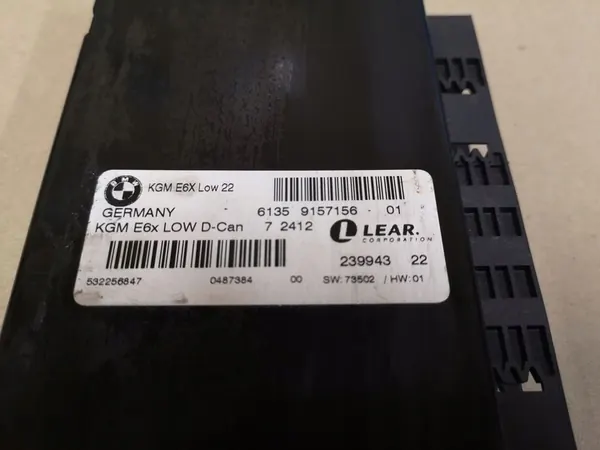 BMW KGM E6X Low 22
GERMANY 6135 9157156 01
KGM E6x LOW D-Can 7 2412 LEAR.
CORPORATION
239943 22
532256847 0487384 00 SW: 73502 / HW: 01